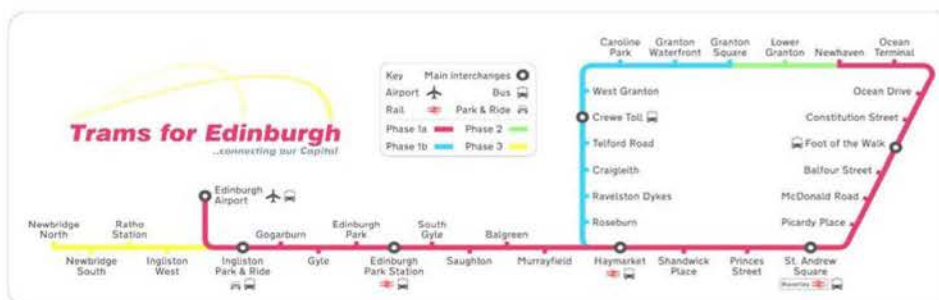 Trams for Edinburgh
...connecting our Capital
Key Main Interchanges
Airport Bus
Rail Park & Ride
Phase 1a Phase 2
Phase 1b Phase 3
Caroline
Park
Granton
Waterfront
Granton
Square
Lower
Granton
Newhaven
Ocean
Terminal
West Granton
Crewe Toll
Telford Road
Craigleith
Ravelston Dykes
Roseburn
Ocean Drive
Constitution Street
Foot of the Walk
Balfour Street
McDonald Road
Picardy Place
Edinburgh
Airport
Newbridge
North
Ratho
Station
Gogarburn
Edinburgh
Park
South
Gyle
Balgreen
Newbridge
South
Ingliston
West
Ingliston
Park & Ride
Gyle
Edinburgh
Park Station
Saughton
Murrayfield
Haymarket
Shandwick
Place
Princes
Street
St. Andrew
Square
Waverley